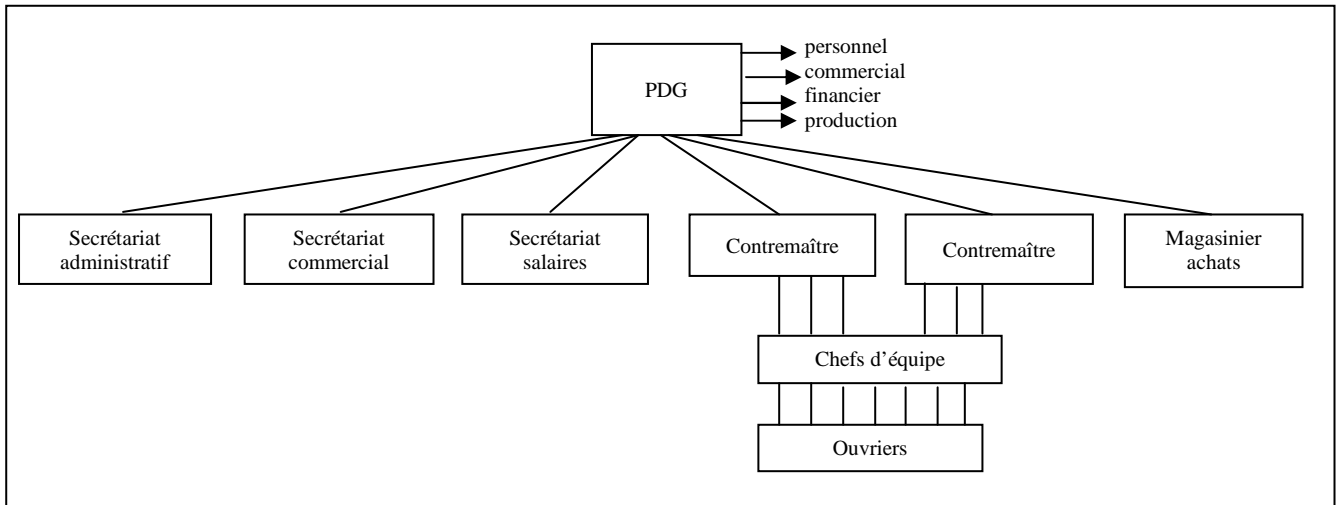 personnel
commercial
PDG
financier
production
Secrétariat
administratif
Secrétariat
commercial
Secrétariat
salaires
Contremaître
Contremaître
Magasinier
achats
Chefs d’équipe
Ouvriers